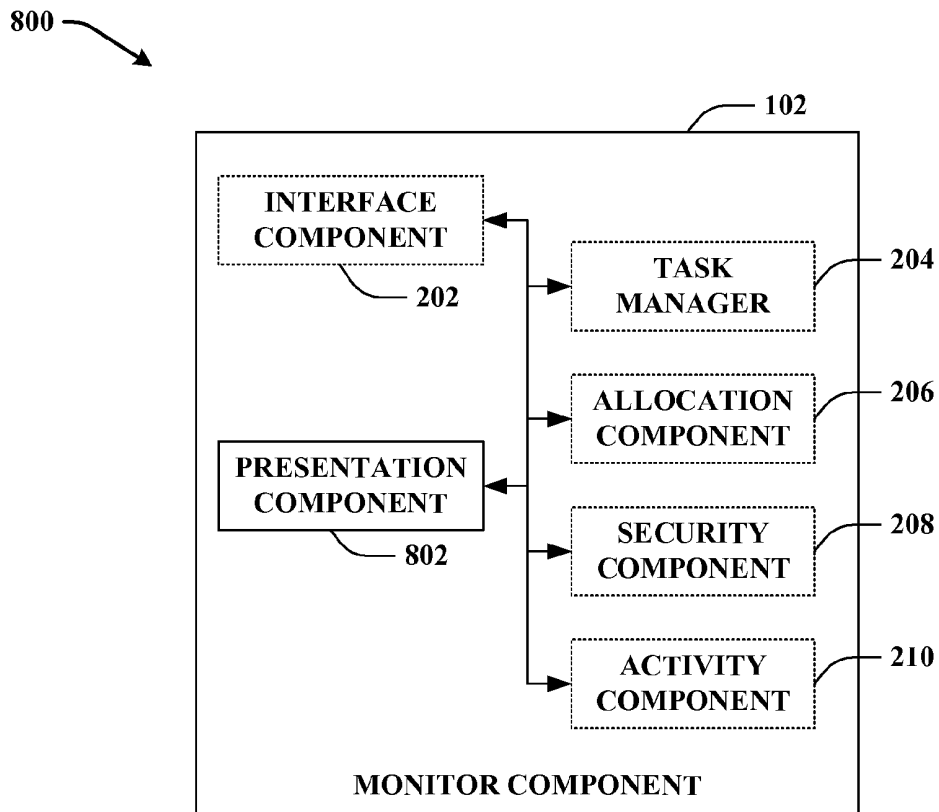 800
102
INTERFACE
COMPONENT
202
TASK
MANAGER
204
ALLOCATION
COMPONENT
206
PRESENTATION
COMPONENT
802
SECURITY
COMPONENT
208
ACTIVITY
COMPONENT
210
MONITOR COMPONENT